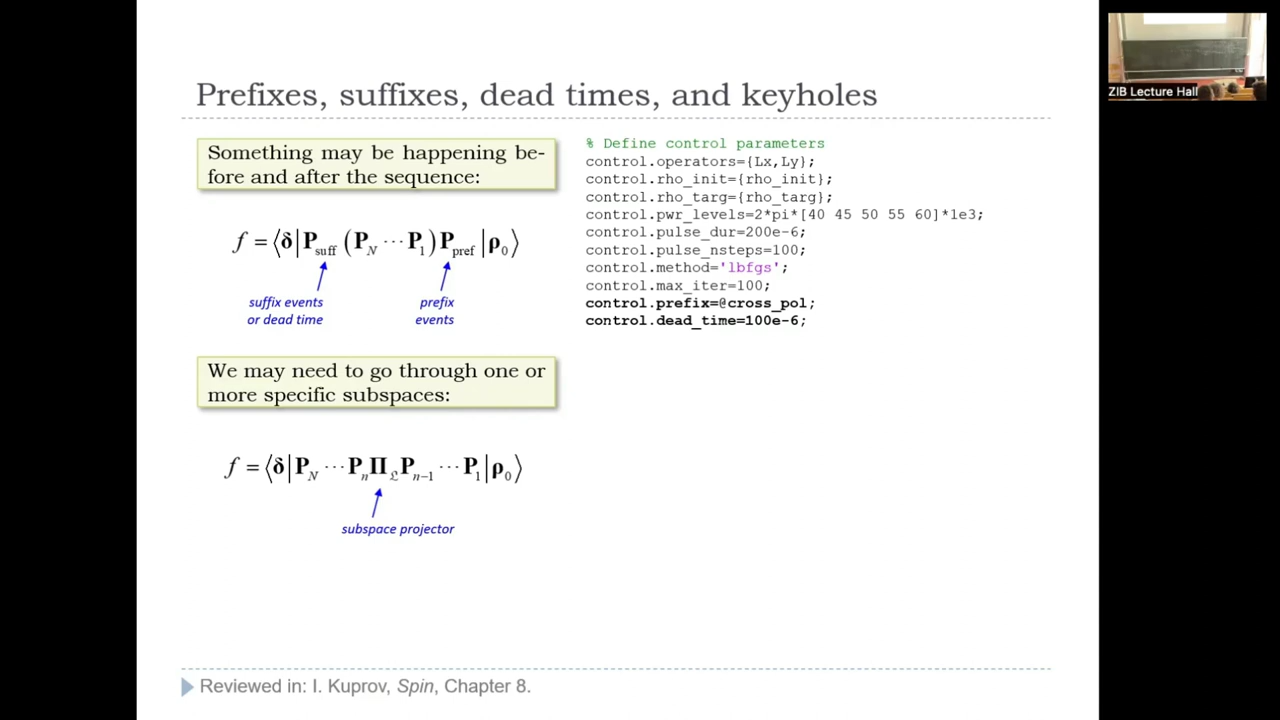 Prefixes, suffixes, dead times, and keyholes
ZIB Lecture Hall
Something may be happening be-
fore and after the sequence:
f = ⟨δ|P_suff (P_N ⋯ P_1) P_pref|ρ_0⟩
suffix events
or dead time
prefix
events
We may need to go through one or
more specific subspaces:
f = ⟨δ|P_N ⋯ P_n Π_𝔏 P_{n−1} ⋯ P_1|ρ_0⟩
subspace projector
% Define control parameters
control.operators={Lx,Ly};
control.rho_init={rho_init};
control.rho_targ={rho_targ};
control.pwr_levels=2*pi*[40 45 50 55 60]*1e3;
control.pulse_dur=200e-6;
control.pulse_nsteps=100;
control.method='lbfgs';
control.max_iter=100;
control.prefix=@cross_pol;
control.dead_time=100e-6;
Reviewed in: I. Kuprov, Spin, Chapter 8.